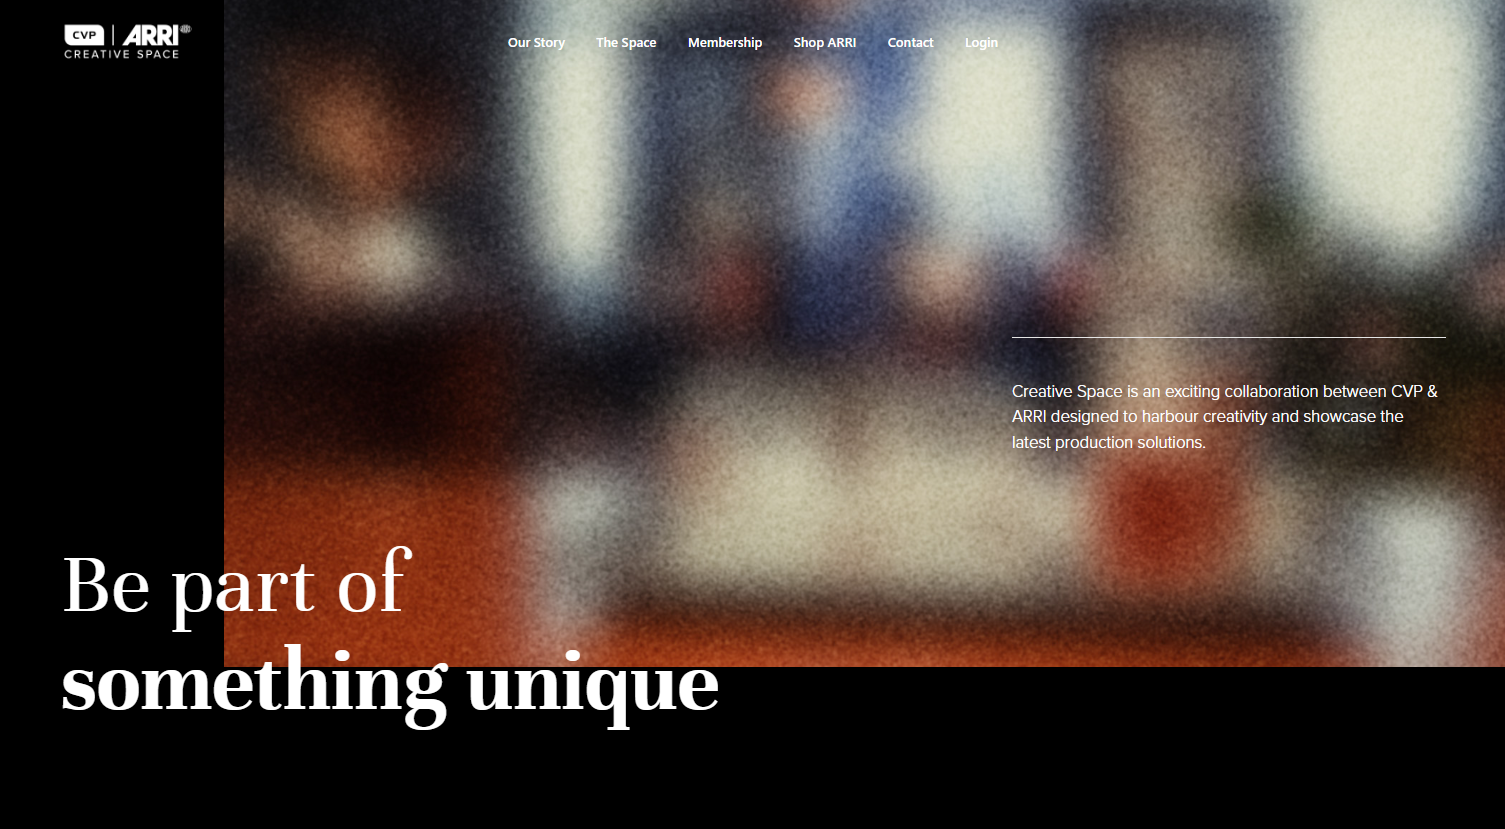 CVP | ARRI
CREATIVE SPACE
Our Story
The Space
Membership
Shop ARRI
Contact
Login
Creative Space is an exciting collaboration between CVP &
ARRI designed to harbour creativity and showcase the
latest production solutions.
Be part of
something unique